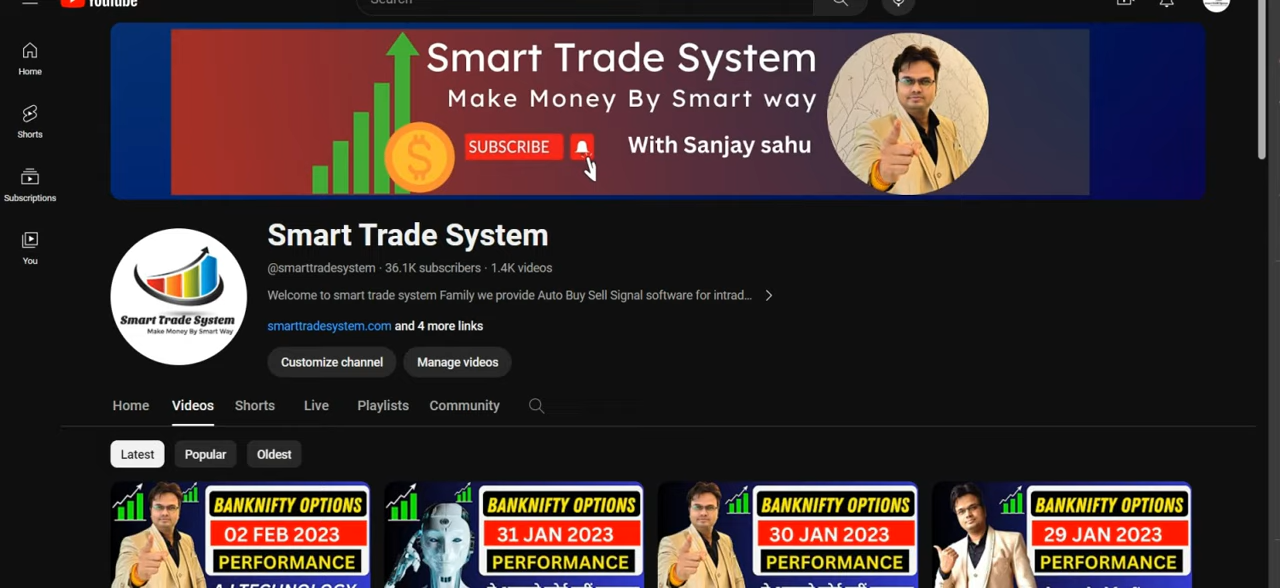 YouTube
Search
Home
Shorts
Subscriptions
You
Smart Trade System
Make Money By Smart way
SUBSCRIBE
With Sanjay sahu
Smart Trade System
Make Money By Smart Way
Smart Trade System
@smarttradesystem · 36.1K subscribers · 1.4K videos
Welcome to smart trade system Family we provide Auto Buy Sell Signal software for intrad...
smarttradesystem.com and 4 more links
Customize channel
Manage videos
Home
Videos
Shorts
Live
Playlists
Community
Latest
Popular
Oldest
BANKNIFTY OPTIONS
02 FEB 2023
PERFORMANCE
BANKNIFTY OPTIONS
31 JAN 2023
PERFORMANCE
BANKNIFTY OPTIONS
30 JAN 2023
PERFORMANCE
BANKNIFTY OPTIONS
29 JAN 2023
PERFORMANCE